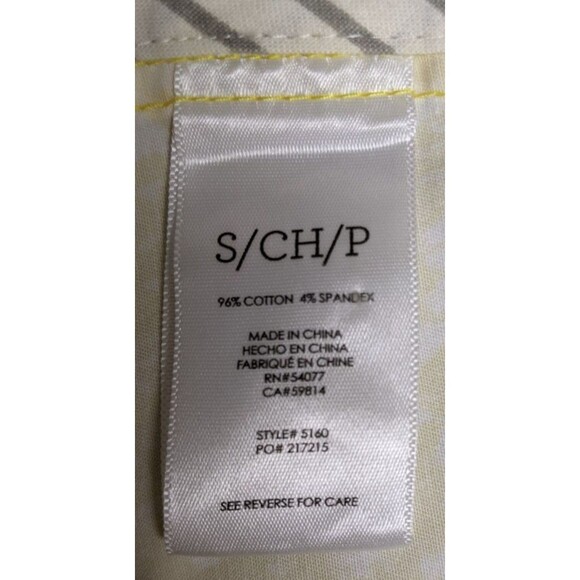 S/CH/P
96% COTTON 4% SPANDEX
MADE IN CHINA
HECHO EN CHINA
FABRIQUÉ EN CHINE
RN#54077
CA#59814
STYLE# 5160
PO# 217215
SEE REVERSE FOR CARE